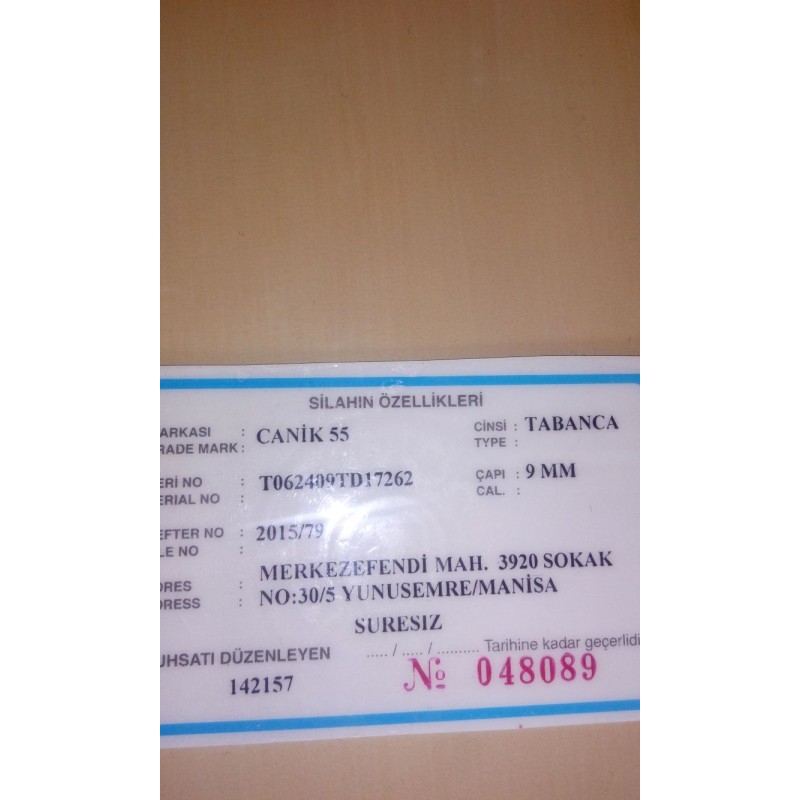 SİLAHIN ÖZELLİKLERİ
ARKASI : CANİK 55 CİNSİ : TABANCA
RADE MARK : TYPE :
ERİ NO : T062409TD17262 ÇAPI : 9 MM
ERIAL NO : CAL. :
EFTER NO : 2015/79
LE NO :
DRES : MERKEZEFENDİ MAH. 3920 SOKAK
DRESS : NO:30/5 YUNUSEMRE/MANİSA
SURESIZ
UHSATI DÜZENLEYEN ..... / ..... / .......... Tarihine kadar geçerlidi
142157 № 048089